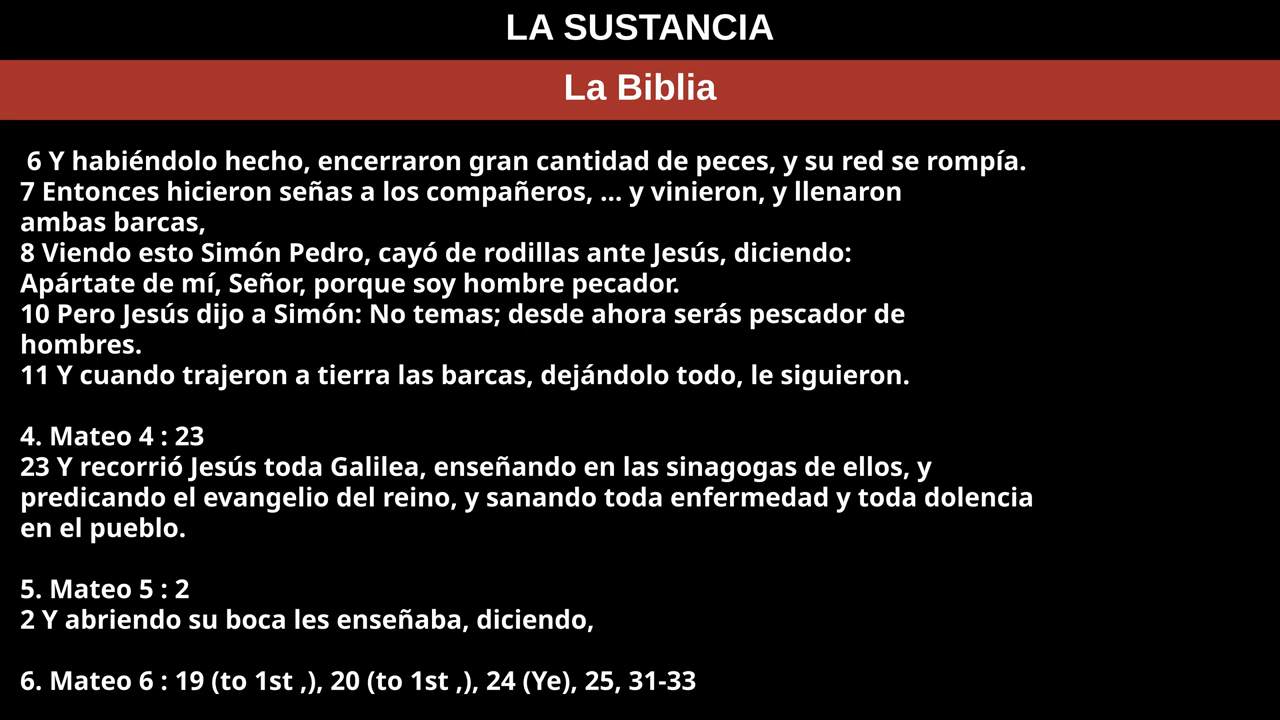 LA SUSTANCIA
La Biblia
6 Y habiéndolo hecho, encerraron gran cantidad de peces, y su red se rompía.
7 Entonces hicieron señas a los compañeros, ... y vinieron, y llenaron
ambas barcas,
8 Viendo esto Simón Pedro, cayó de rodillas ante Jesús, diciendo:
Apártate de mí, Señor, porque soy hombre pecador.
10 Pero Jesús dijo a Simón: No temas; desde ahora serás pescador de
hombres.
11 Y cuando trajeron a tierra las barcas, dejándolo todo, le siguieron.
4. Mateo 4 : 23
23 Y recorrió Jesús toda Galilea, enseñando en las sinagogas de ellos, y
predicando el evangelio del reino, y sanando toda enfermedad y toda dolencia
en el pueblo.
5. Mateo 5 : 2
2 Y abriendo su boca les enseñaba, diciendo,
6. Mateo 6 : 19 (to 1st ,), 20 (to 1st ,), 24 (Ye), 25, 31-33